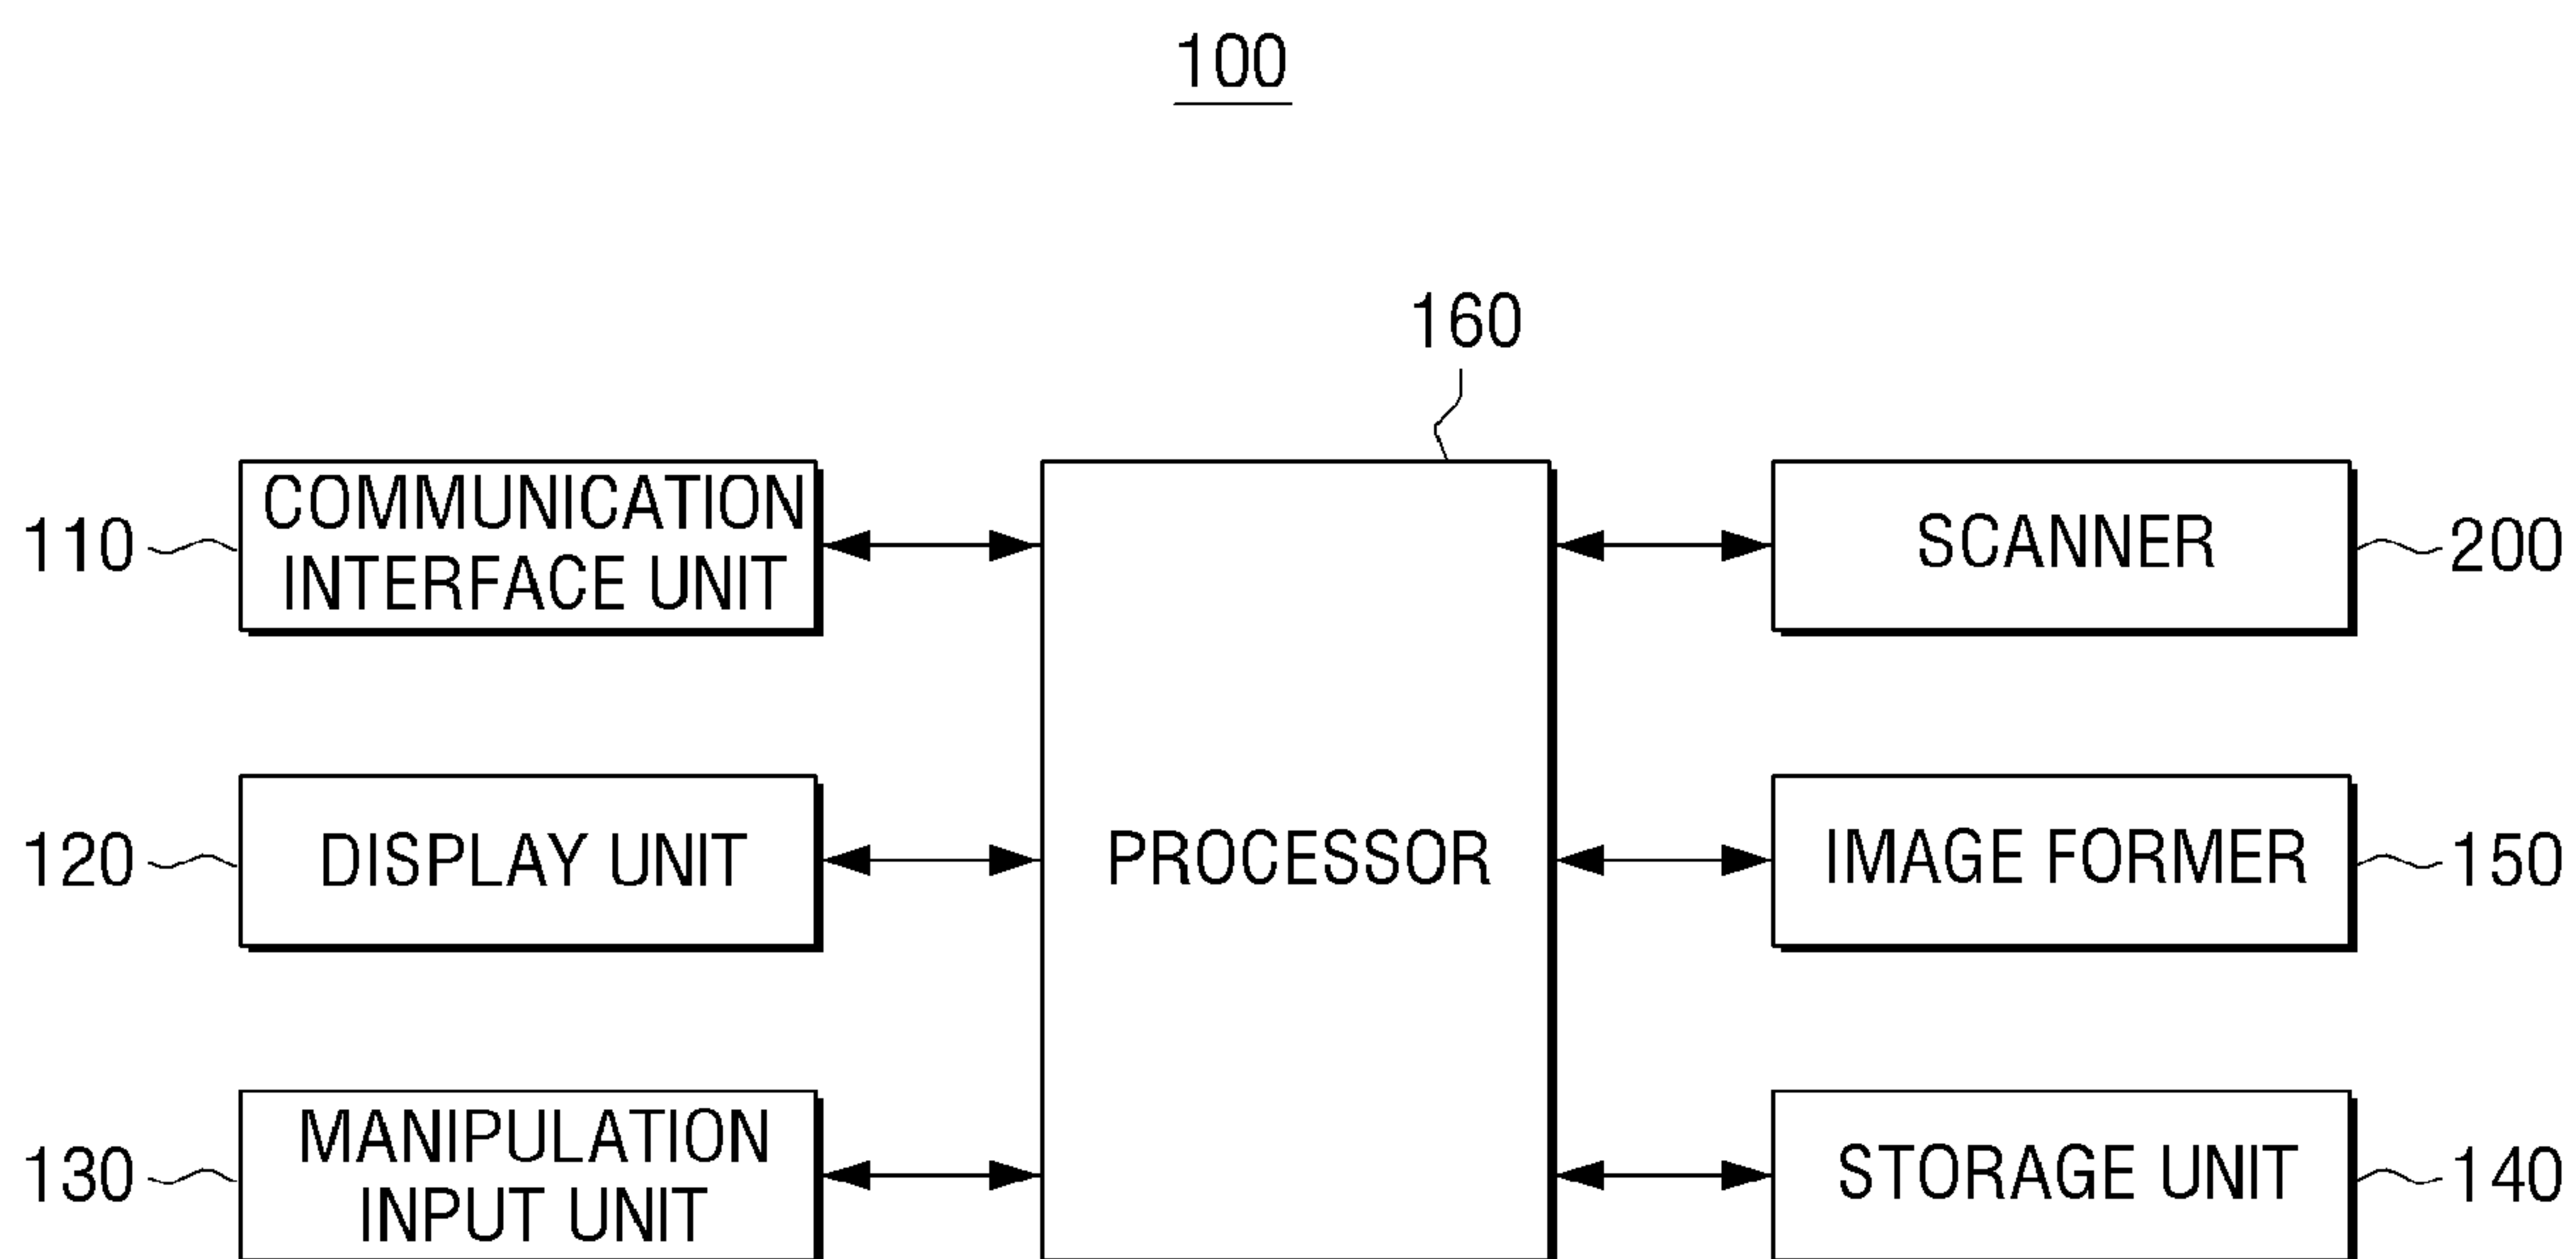 100
160
110
COMMUNICATION
INTERFACE UNIT
SCANNER
200
120
DISPLAY UNIT
PROCESSOR
IMAGE FORMER
150
130
MANIPULATION
INPUT UNIT
STORAGE UNIT
140